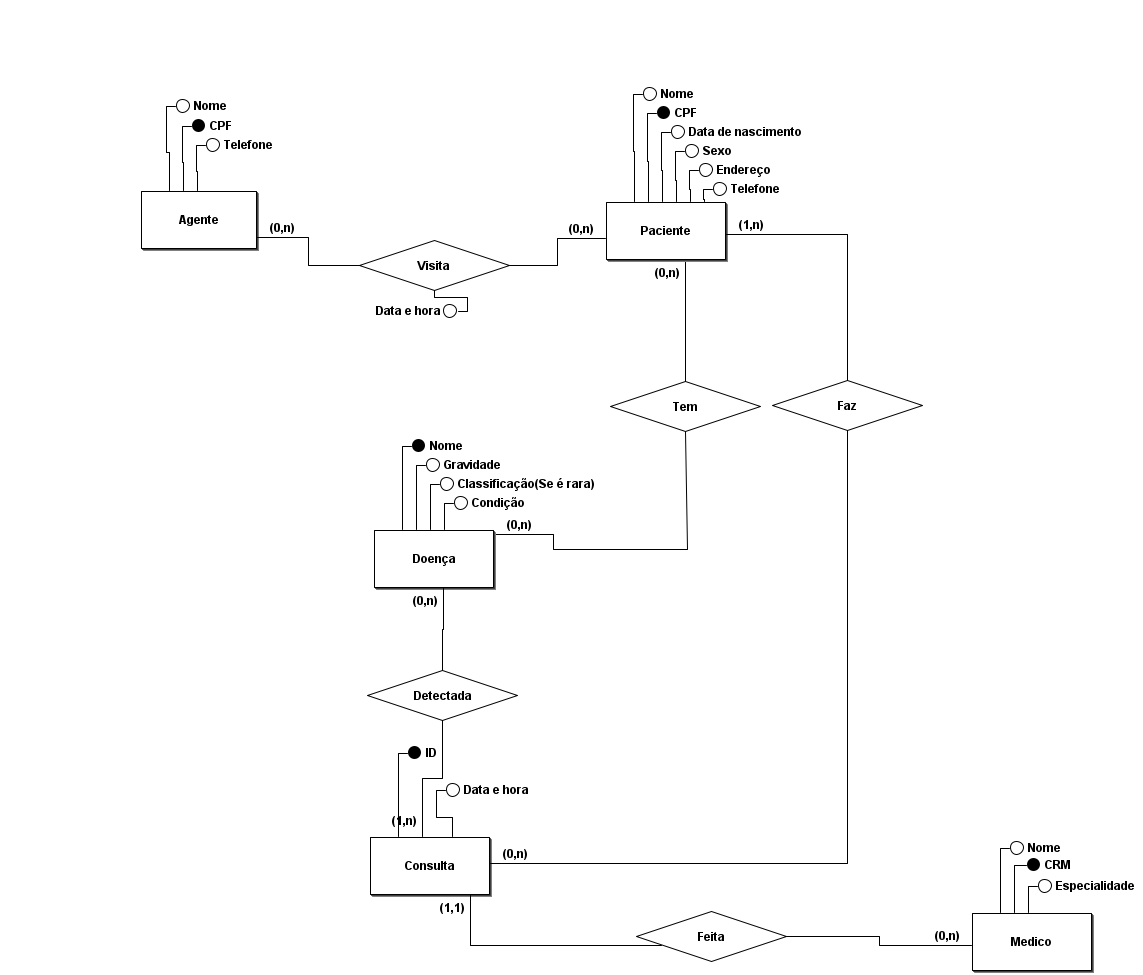 Nome
CPF
Telefone
Agente
(0,n)
Visita
Data e hora
(0,n)
Nome
CPF
Data de nascimento
Sexo
Endereço
Telefone
Paciente
(1,n)
(0,n)
Tem
Faz
Nome
Gravidade
Classificação(Se é rara)
Condição
(0,n)
Doença
(0,n)
Detectada
ID
Data e hora
(1,n)
Consulta
(0,n)
(1,1)
Feita
(0,n)
Nome
CRM
Especialidade
Medico